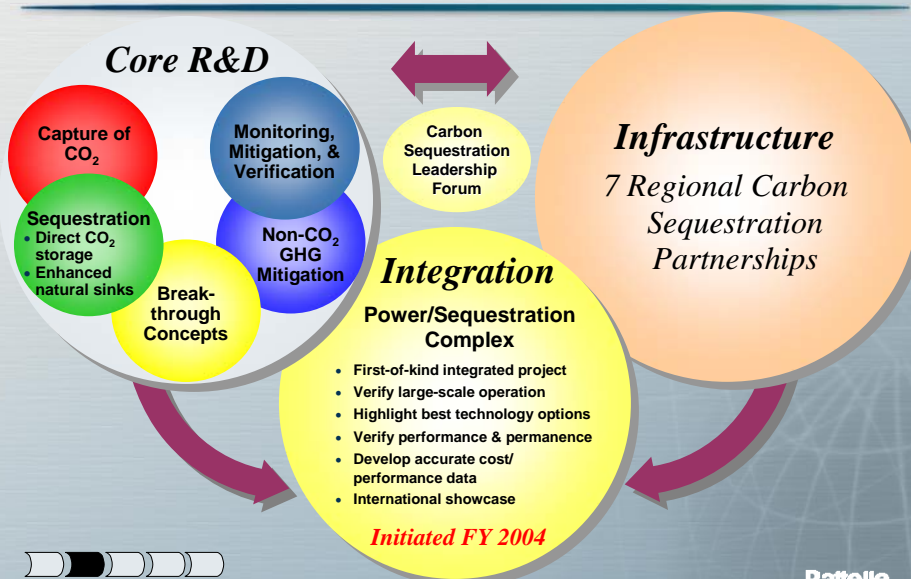 Core R&D
Capture of
CO₂
Monitoring,
Mitigation, &
Verification
Sequestration
• Direct CO₂
storage
• Enhanced
natural sinks
Non-CO₂
GHG
Mitigation
Break-
through
Concepts
Carbon
Sequestration
Leadership
Forum
Infrastructure
7 Regional Carbon
Sequestration
Partnerships
Integration
Power/Sequestration
Complex
• First-of-kind integrated project
• Verify large-scale operation
• Highlight best technology options
• Verify performance & permanence
• Develop accurate cost/
performance data
• International showcase
Initiated FY 2004